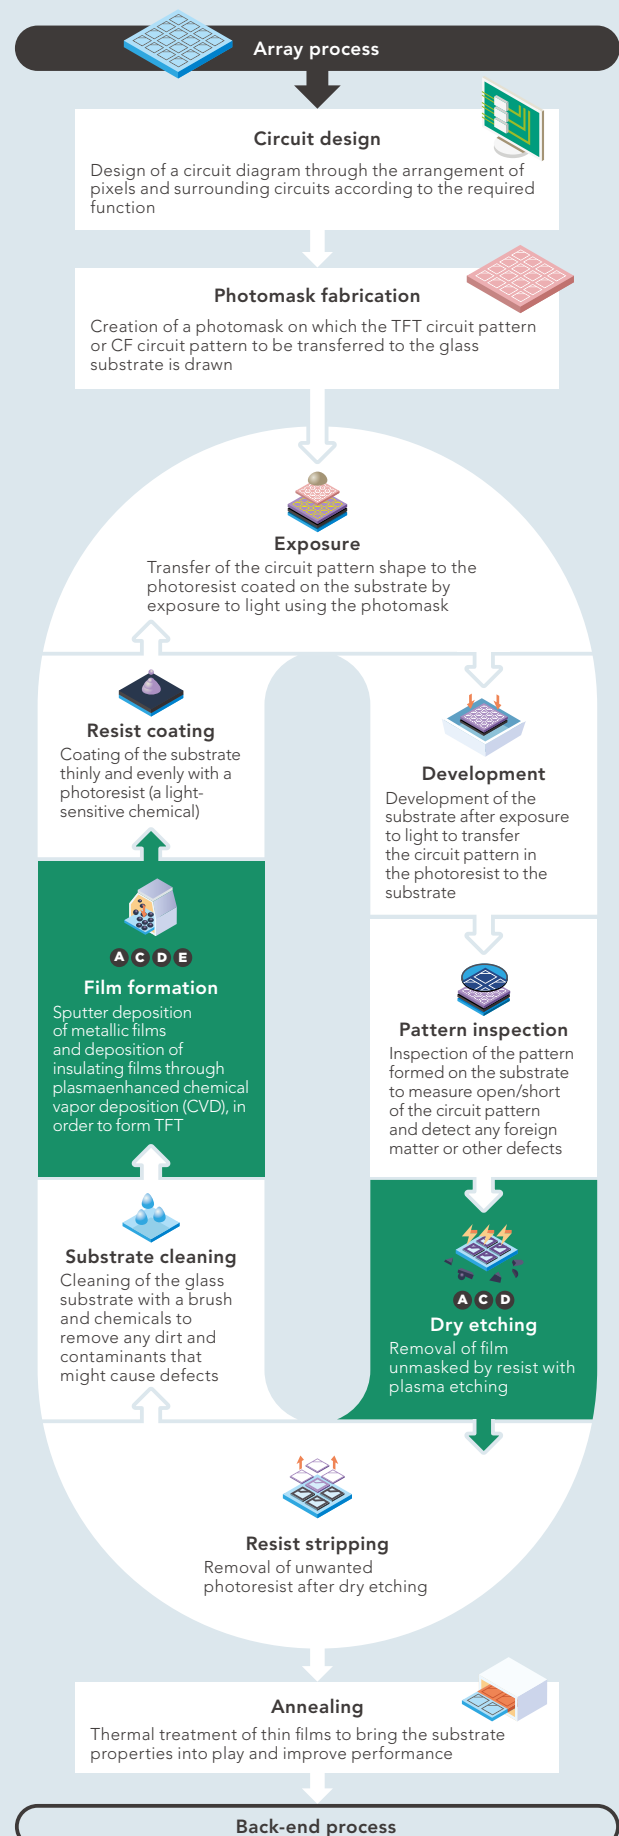 Array process
Circuit design
Design of a circuit diagram through the arrangement of
pixels and surrounding circuits according to the required
function
Photomask fabrication
Creation of a photomask on which the TFT circuit pattern
or CF circuit pattern to be transferred to the glass
substrate is drawn
Exposure
Transfer of the circuit pattern shape to the
photoresist coated on the substrate by
exposure to light using the photomask
Resist coating
Coating of the substrate
thinly and evenly with a
photoresist (a light-
sensitive chemical)
Development
Development of the
substrate after exposure
to light to transfer
the circuit pattern in
the photoresist to the
substrate
A C D E
Film formation
Sputter deposition
of metallic films
and deposition of
insulating films through
plasmaenhanced chemical
vapor deposition (CVD), in
order to form TFT
Pattern inspection
Inspection of the pattern
formed on the substrate
to measure open/short
of the circuit pattern
and detect any foreign
matter or other defects
Substrate cleaning
Cleaning of the glass
substrate with a brush
and chemicals to
remove any dirt and
contaminants that
might cause defects
A C D
Dry etching
Removal of film
unmasked by resist with
plasma etching
Resist stripping
Removal of unwanted
photoresist after dry etching
Annealing
Thermal treatment of thin films to bring the substrate
properties into play and improve performance
Back-end process